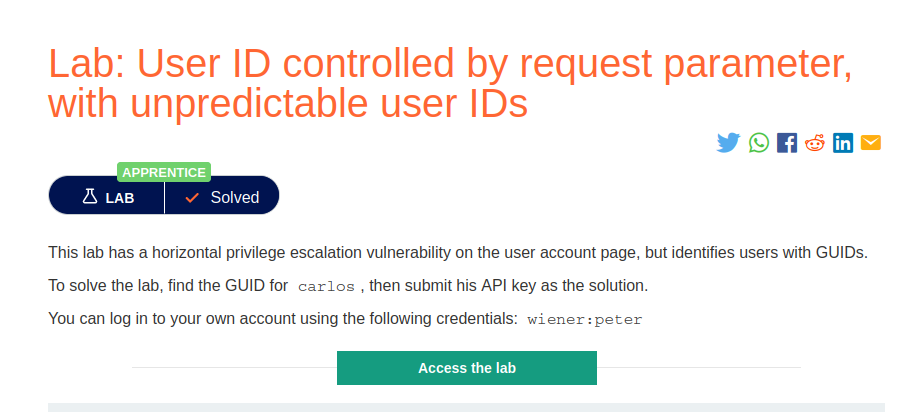 Lab: User ID controlled by request parameter,
with unpredictable user IDs
APPRENTICE
LAB
Solved
This lab has a horizontal privilege escalation vulnerability on the user account page, but identifies users with GUIDs.
To solve the lab, find the GUID for carlos , then submit his API key as the solution.
You can log in to your own account using the following credentials: wiener:peter
Access the lab